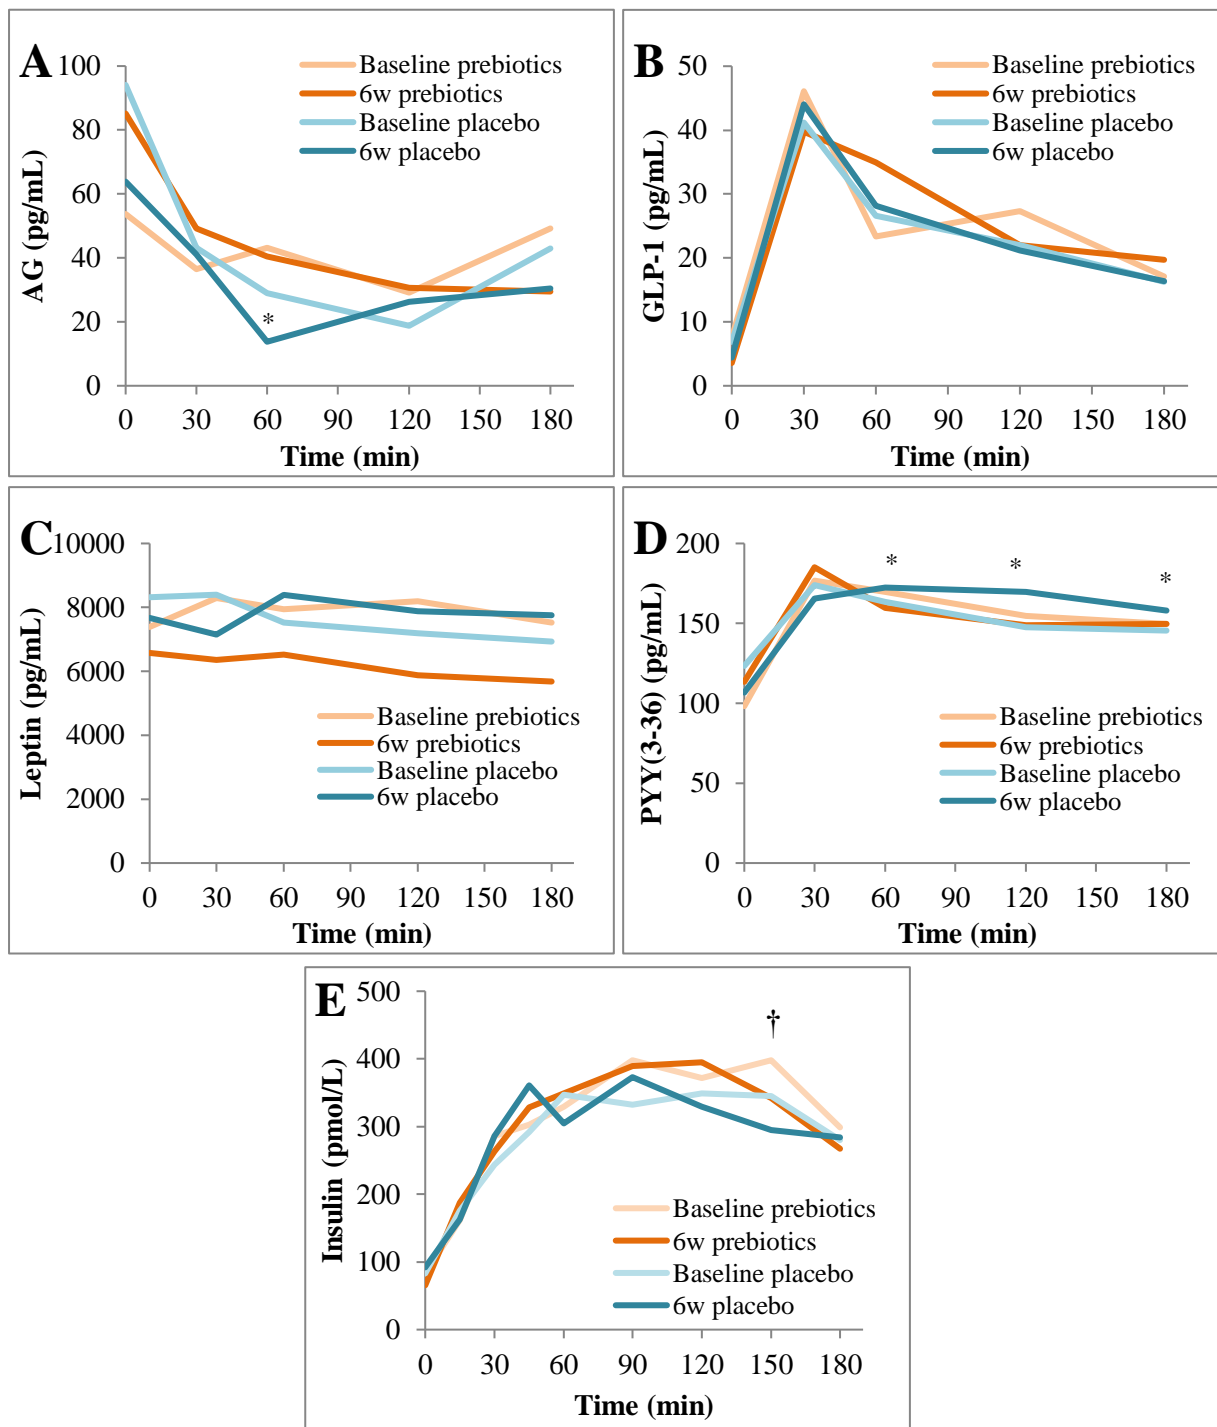 A
AG (pg/mL)
100
80
60
40
20
0
Baseline prebiotics
6w prebiotics
Baseline placebo
6w placebo
*
0 30 60 90 120 150 180
Time (min)
B
GLP-1 (pg/mL)
50
40
30
20
10
0
Baseline prebiotics
6w prebiotics
Baseline placebo
6w placebo
0 30 60 90 120 150 180
Time (min)
C
Leptin (pg/mL)
10000
8000
6000
4000
2000
0
Baseline prebiotics
6w prebiotics
Baseline placebo
6w placebo
0 30 60 90 120 150 180
Time (min)
D
PYY(3-36) (pg/mL)
200
150
100
50
0
* * *
Baseline prebiotics
6w prebiotics
Baseline placebo
6w placebo
0 30 60 90 120 150 180
Time (min)
E
Insulin (pmol/L)
500
400
300
200
100
0
†
Baseline prebiotics
6w prebiotics
Baseline placebo
6w placebo
0 30 60 90 120 150 180
Time (min)